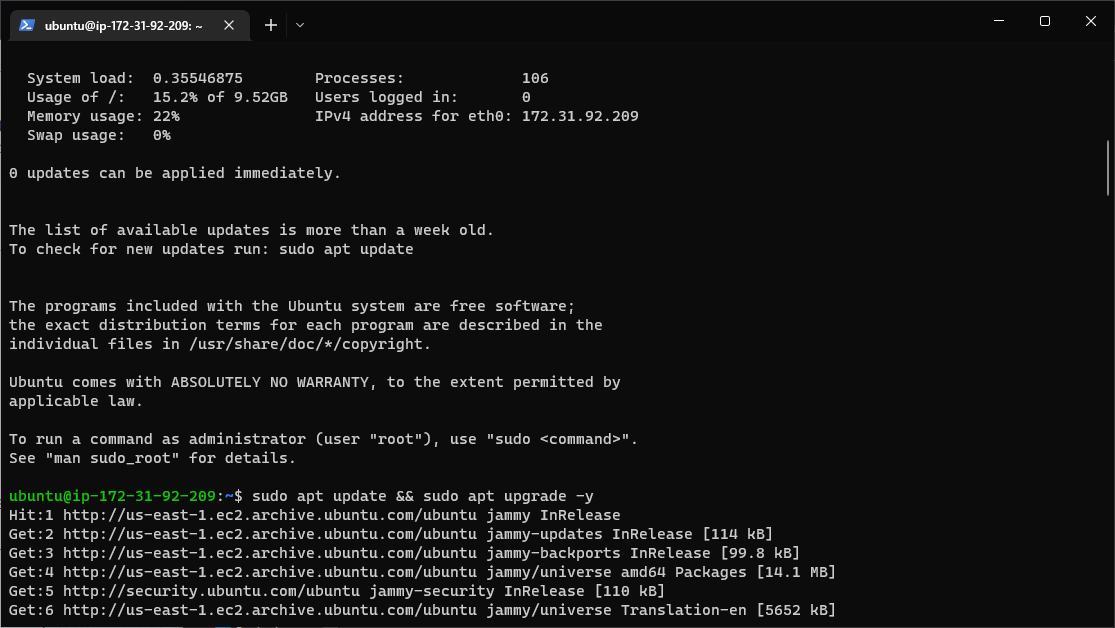 ubuntu@ip-172-31-92-209: ~
System load:  0.35546875        Processes:             106
Usage of /:   15.2% of 9.52GB   Users logged in:       0
Memory usage: 22%               IPv4 address for eth0: 172.31.92.209
Swap usage:   0%
0 updates can be applied immediately.
The list of available updates is more than a week old.
To check for new updates run: sudo apt update
The programs included with the Ubuntu system are free software;
the exact distribution terms for each program are described in the
individual files in /usr/share/doc/*/copyright.
Ubuntu comes with ABSOLUTELY NO WARRANTY, to the extent permitted by
applicable law.
To run a command as administrator (user "root"), use "sudo <command>".
See "man sudo_root" for details.
ubuntu@ip-172-31-92-209:~$ sudo apt update && sudo apt upgrade -y
Hit:1 http://us-east-1.ec2.archive.ubuntu.com/ubuntu jammy InRelease
Get:2 http://us-east-1.ec2.archive.ubuntu.com/ubuntu jammy-updates InRelease [114 kB]
Get:3 http://us-east-1.ec2.archive.ubuntu.com/ubuntu jammy-backports InRelease [99.8 kB]
Get:4 http://us-east-1.ec2.archive.ubuntu.com/ubuntu jammy/universe amd64 Packages [14.1 MB]
Get:5 http://security.ubuntu.com/ubuntu jammy-security InRelease [110 kB]
Get:6 http://us-east-1.ec2.archive.ubuntu.com/ubuntu jammy/universe Translation-en [5652 kB]